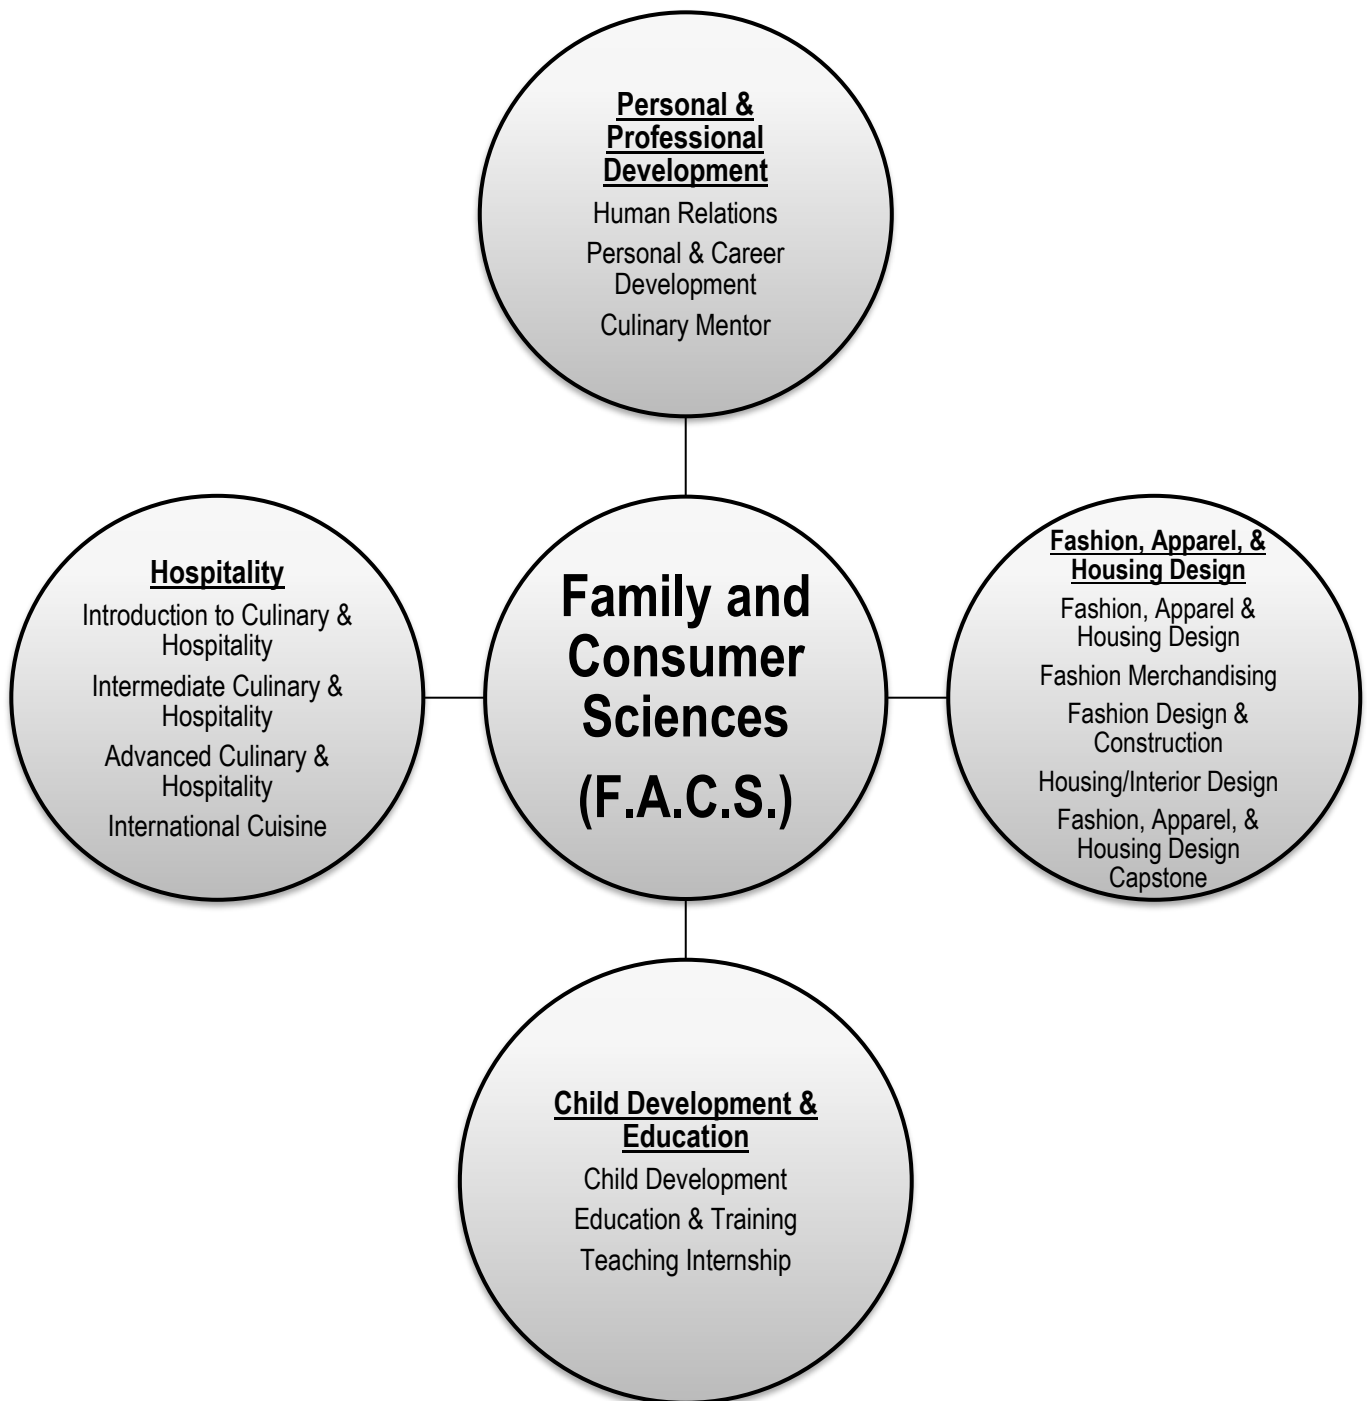 Personal &
Professional
Development
Human Relations
Personal & Career
Development
Culinary Mentor
Hospitality
Introduction to Culinary &
Hospitality
Intermediate Culinary &
Hospitality
Advanced Culinary &
Hospitality
International Cuisine
Family and
Consumer
Sciences
(F.A.C.S.)
Fashion, Apparel, &
Housing Design
Fashion, Apparel &
Housing Design
Fashion Merchandising
Fashion Design &
Construction
Housing/Interior Design
Fashion, Apparel, &
Housing Design
Capstone
Child Development &
Education
Child Development
Education & Training
Teaching Internship